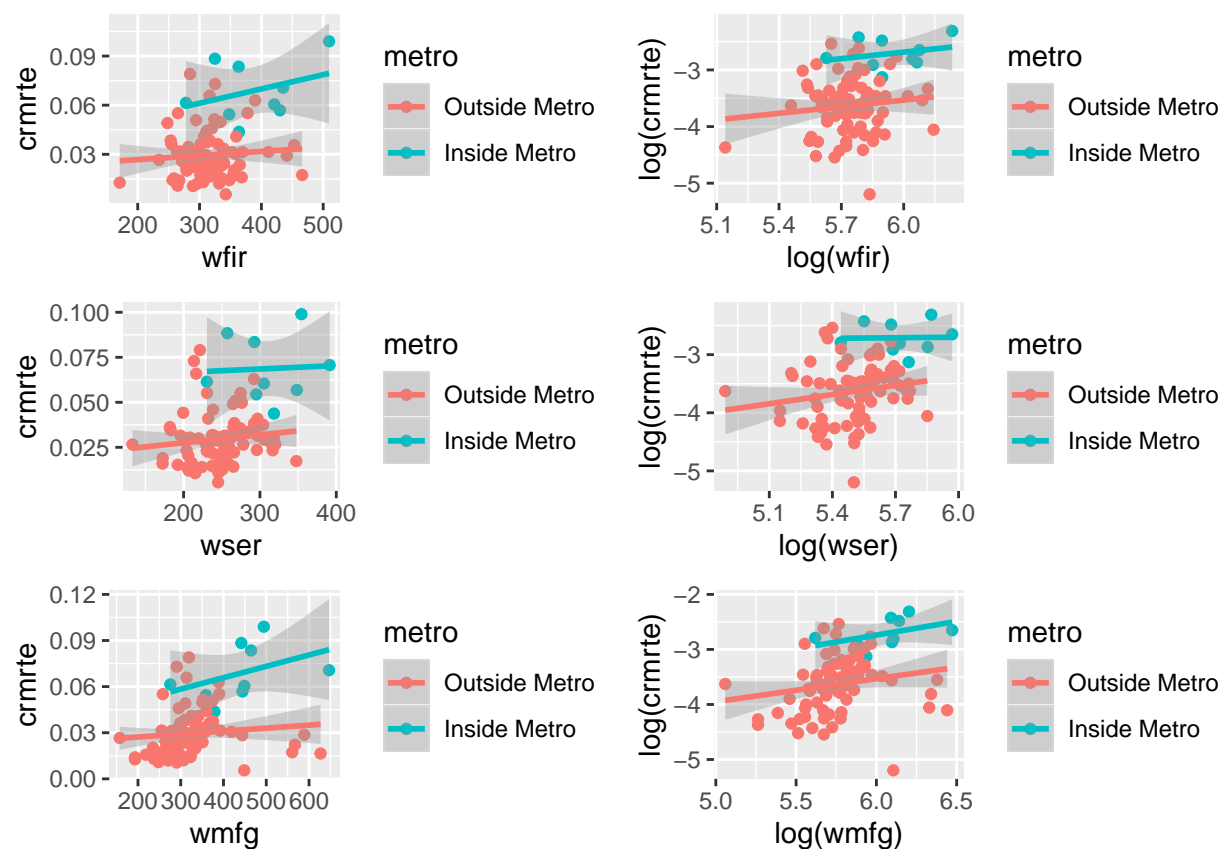 crmrte
0.09
0.06
0.03
200 300 400 500
wfir
metro
Outside Metro
Inside Metro
log(crmrte)
−3
−4
−5
5.1 5.4 5.7 6.0
log(wfir)
metro
Outside Metro
Inside Metro
crmrte
0.100
0.075
0.050
0.025
200 300 400
wser
metro
Outside Metro
Inside Metro
log(crmrte)
−3
−4
−5
5.1 5.4 5.7 6.0
log(wser)
metro
Outside Metro
Inside Metro
crmrte
0.12
0.09
0.06
0.03
0.00
200 300 400 500 600
wmfg
metro
Outside Metro
Inside Metro
log(crmrte)
−2
−3
−4
−5
5.0 5.5 6.0 6.5
log(wmfg)
metro
Outside Metro
Inside Metro